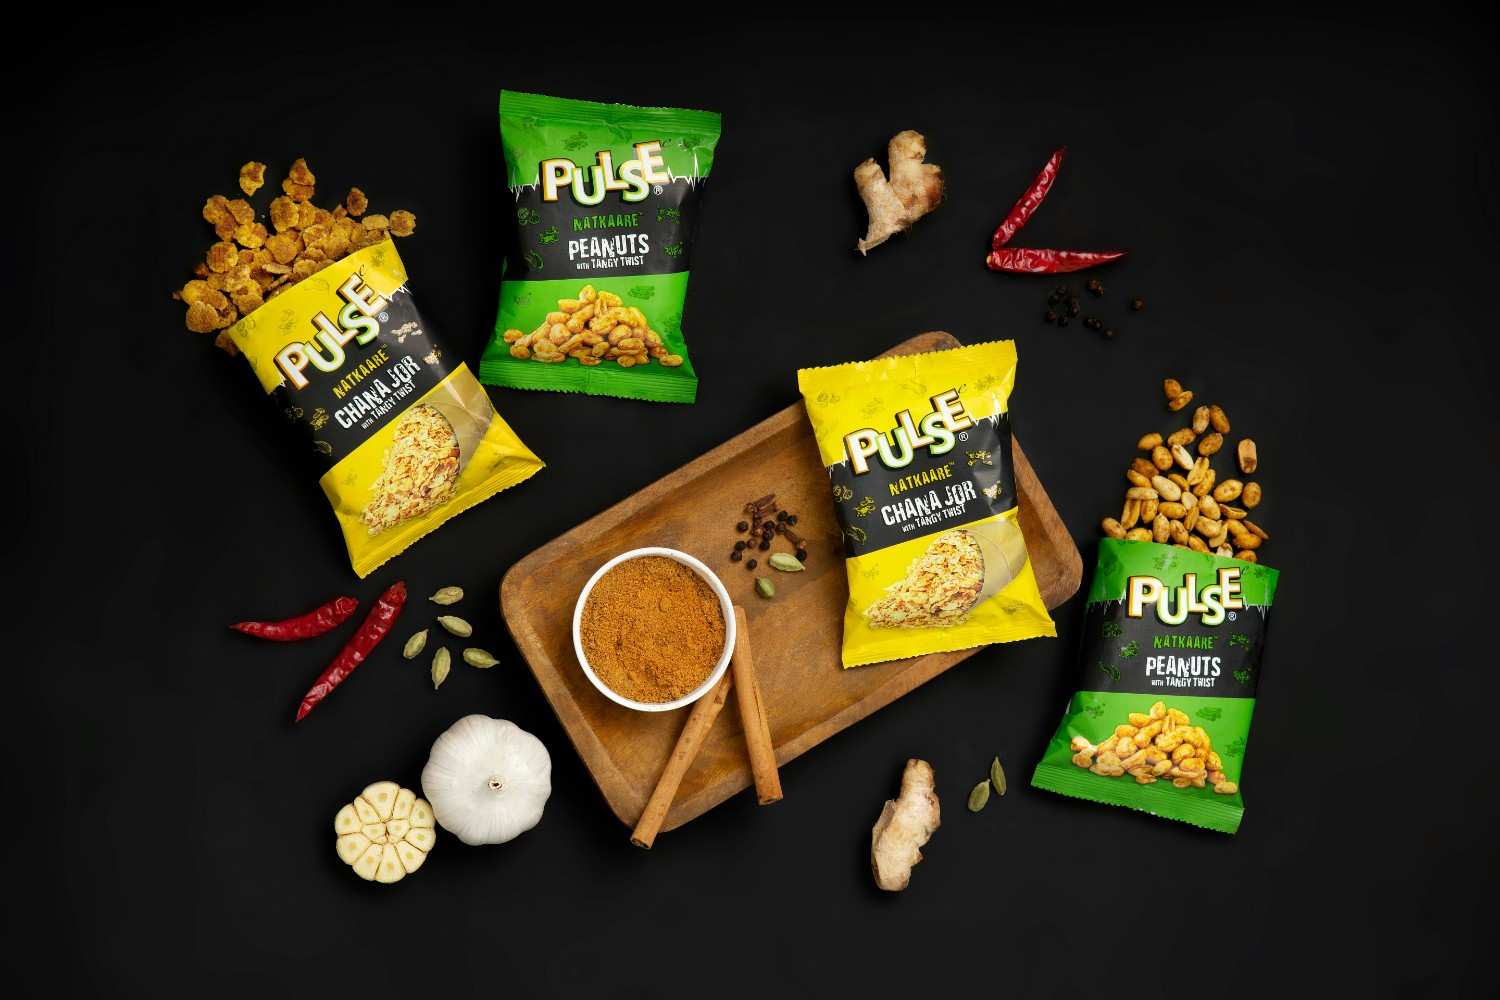 PULSE®
NATKAARE™
PEANUTS
WITH TANGY TWIST
PULSE®
NATKAARE™
CHANA JOR
WITH TANGY TWIST
PULSE®
NATKAARE™
CHANA JOR
WITH TANGY TWIST
PULSE®
NATKAARE™
PEANUTS
WITH TANGY TWIST